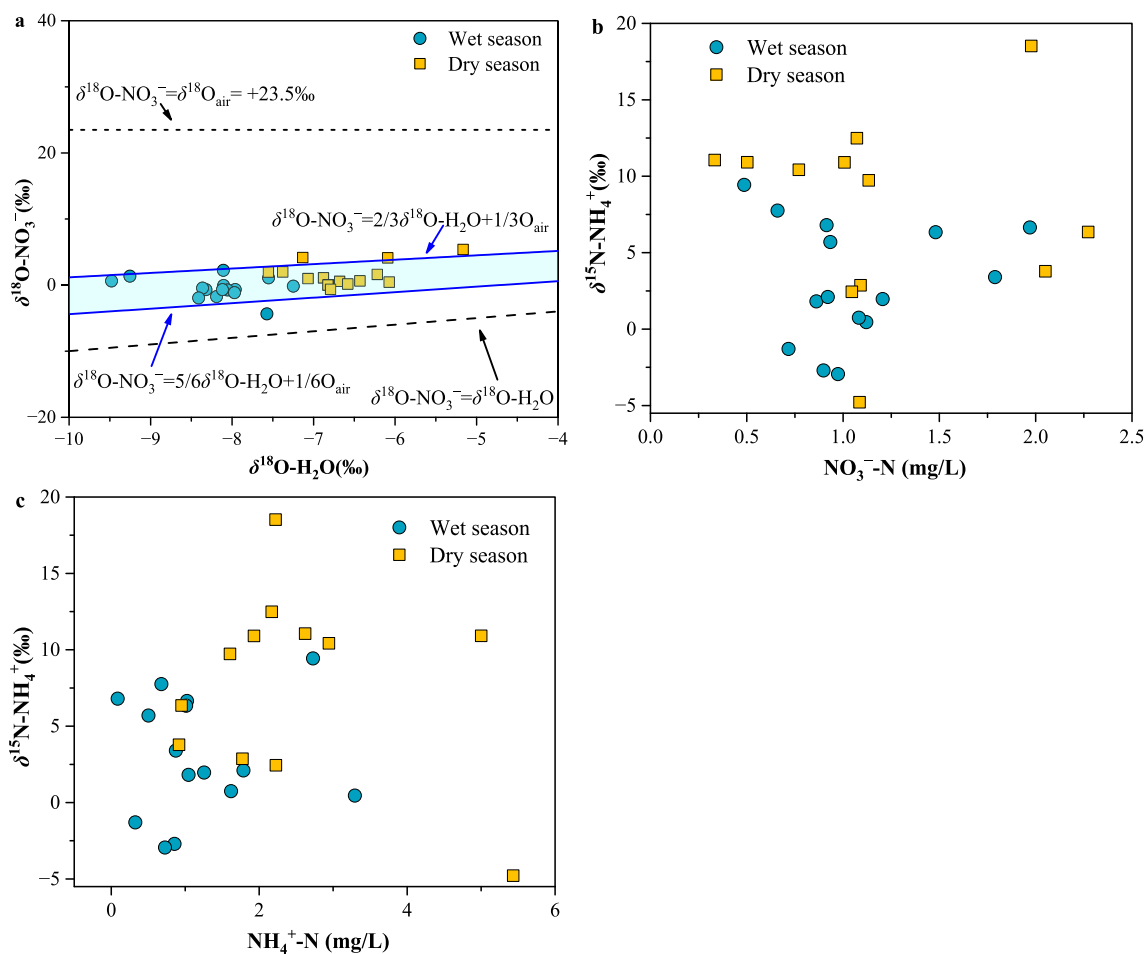 a
40
20
0
−20
−10
−9
−8
−7
−6
−5
−4
δ¹⁸O-NO₃⁻(‰)
δ¹⁸O-H₂O(‰)
Wet season
Dry season
δ¹⁸O-NO₃⁻=δ¹⁸O_air= +23.5‰
δ¹⁸O-NO₃⁻=2/3δ¹⁸O-H₂O+1/3O_air
δ¹⁸O-NO₃⁻=5/6δ¹⁸O-H₂O+1/6O_air
δ¹⁸O-NO₃⁻=δ¹⁸O-H₂O
b
20
15
10
5
0
−5
0.0
0.5
1.0
1.5
2.0
2.5
δ¹⁵N-NH₄⁺(‰)
NO₃⁻-N (mg/L)
Wet season
Dry season
c
20
15
10
5
0
−5
0
2
4
6
δ¹⁵N-NH₄⁺(‰)
NH₄⁺-N (mg/L)
Wet season
Dry season